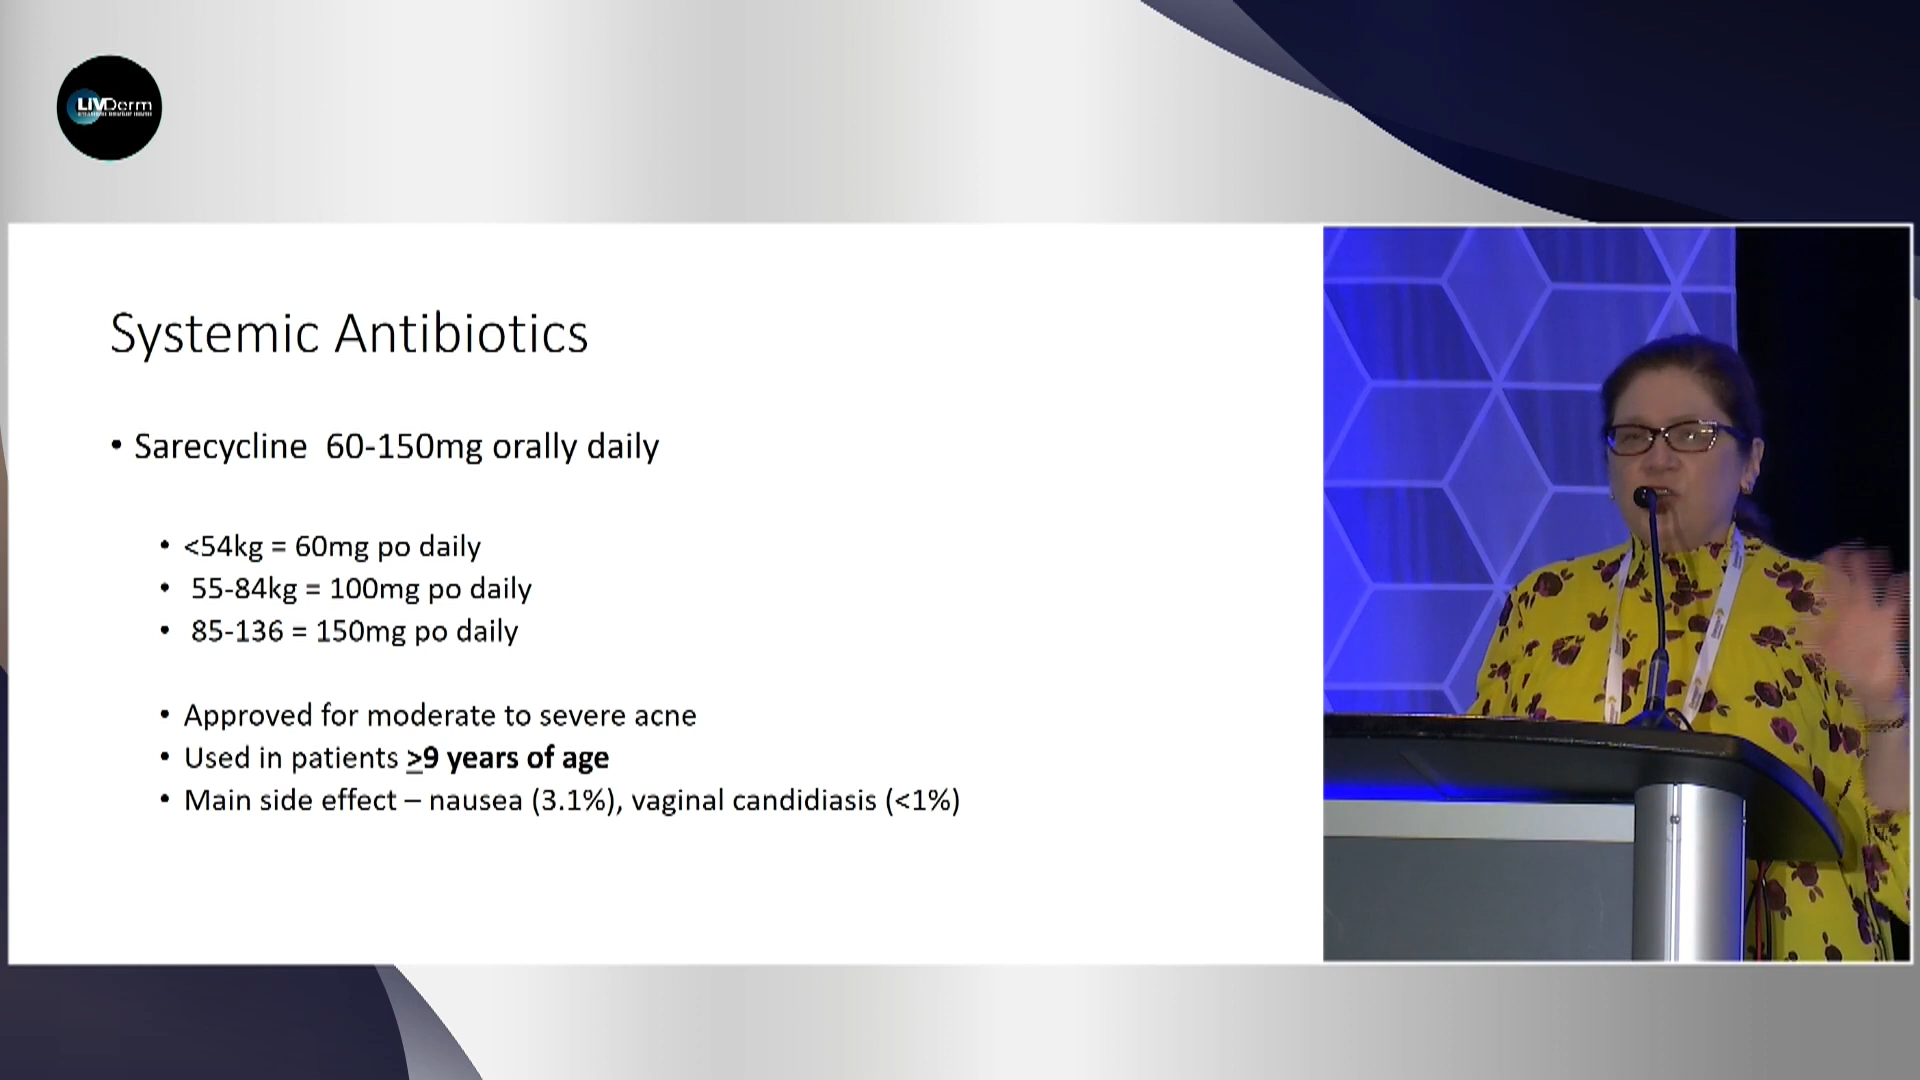 LIVDerm
Systemic Antibiotics
• Sarecycline 60-150mg orally daily
• <54kg = 60mg po daily
• 55-84kg = 100mg po daily
• 85-136 = 150mg po daily
• Approved for moderate to severe acne
• Used in patients ≥9 years of age
• Main side effect – nausea (3.1%), vaginal candidiasis (<1%)